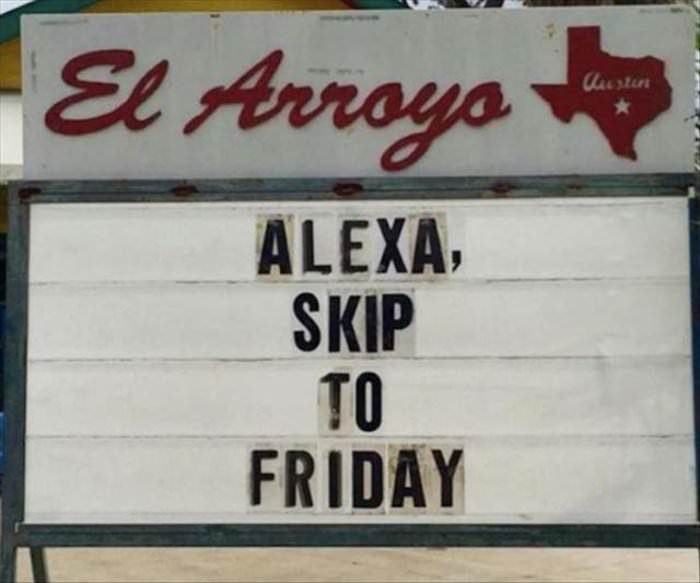 El Arroyo
Austin
ALEXA,
SKIP
TO
FRIDAY